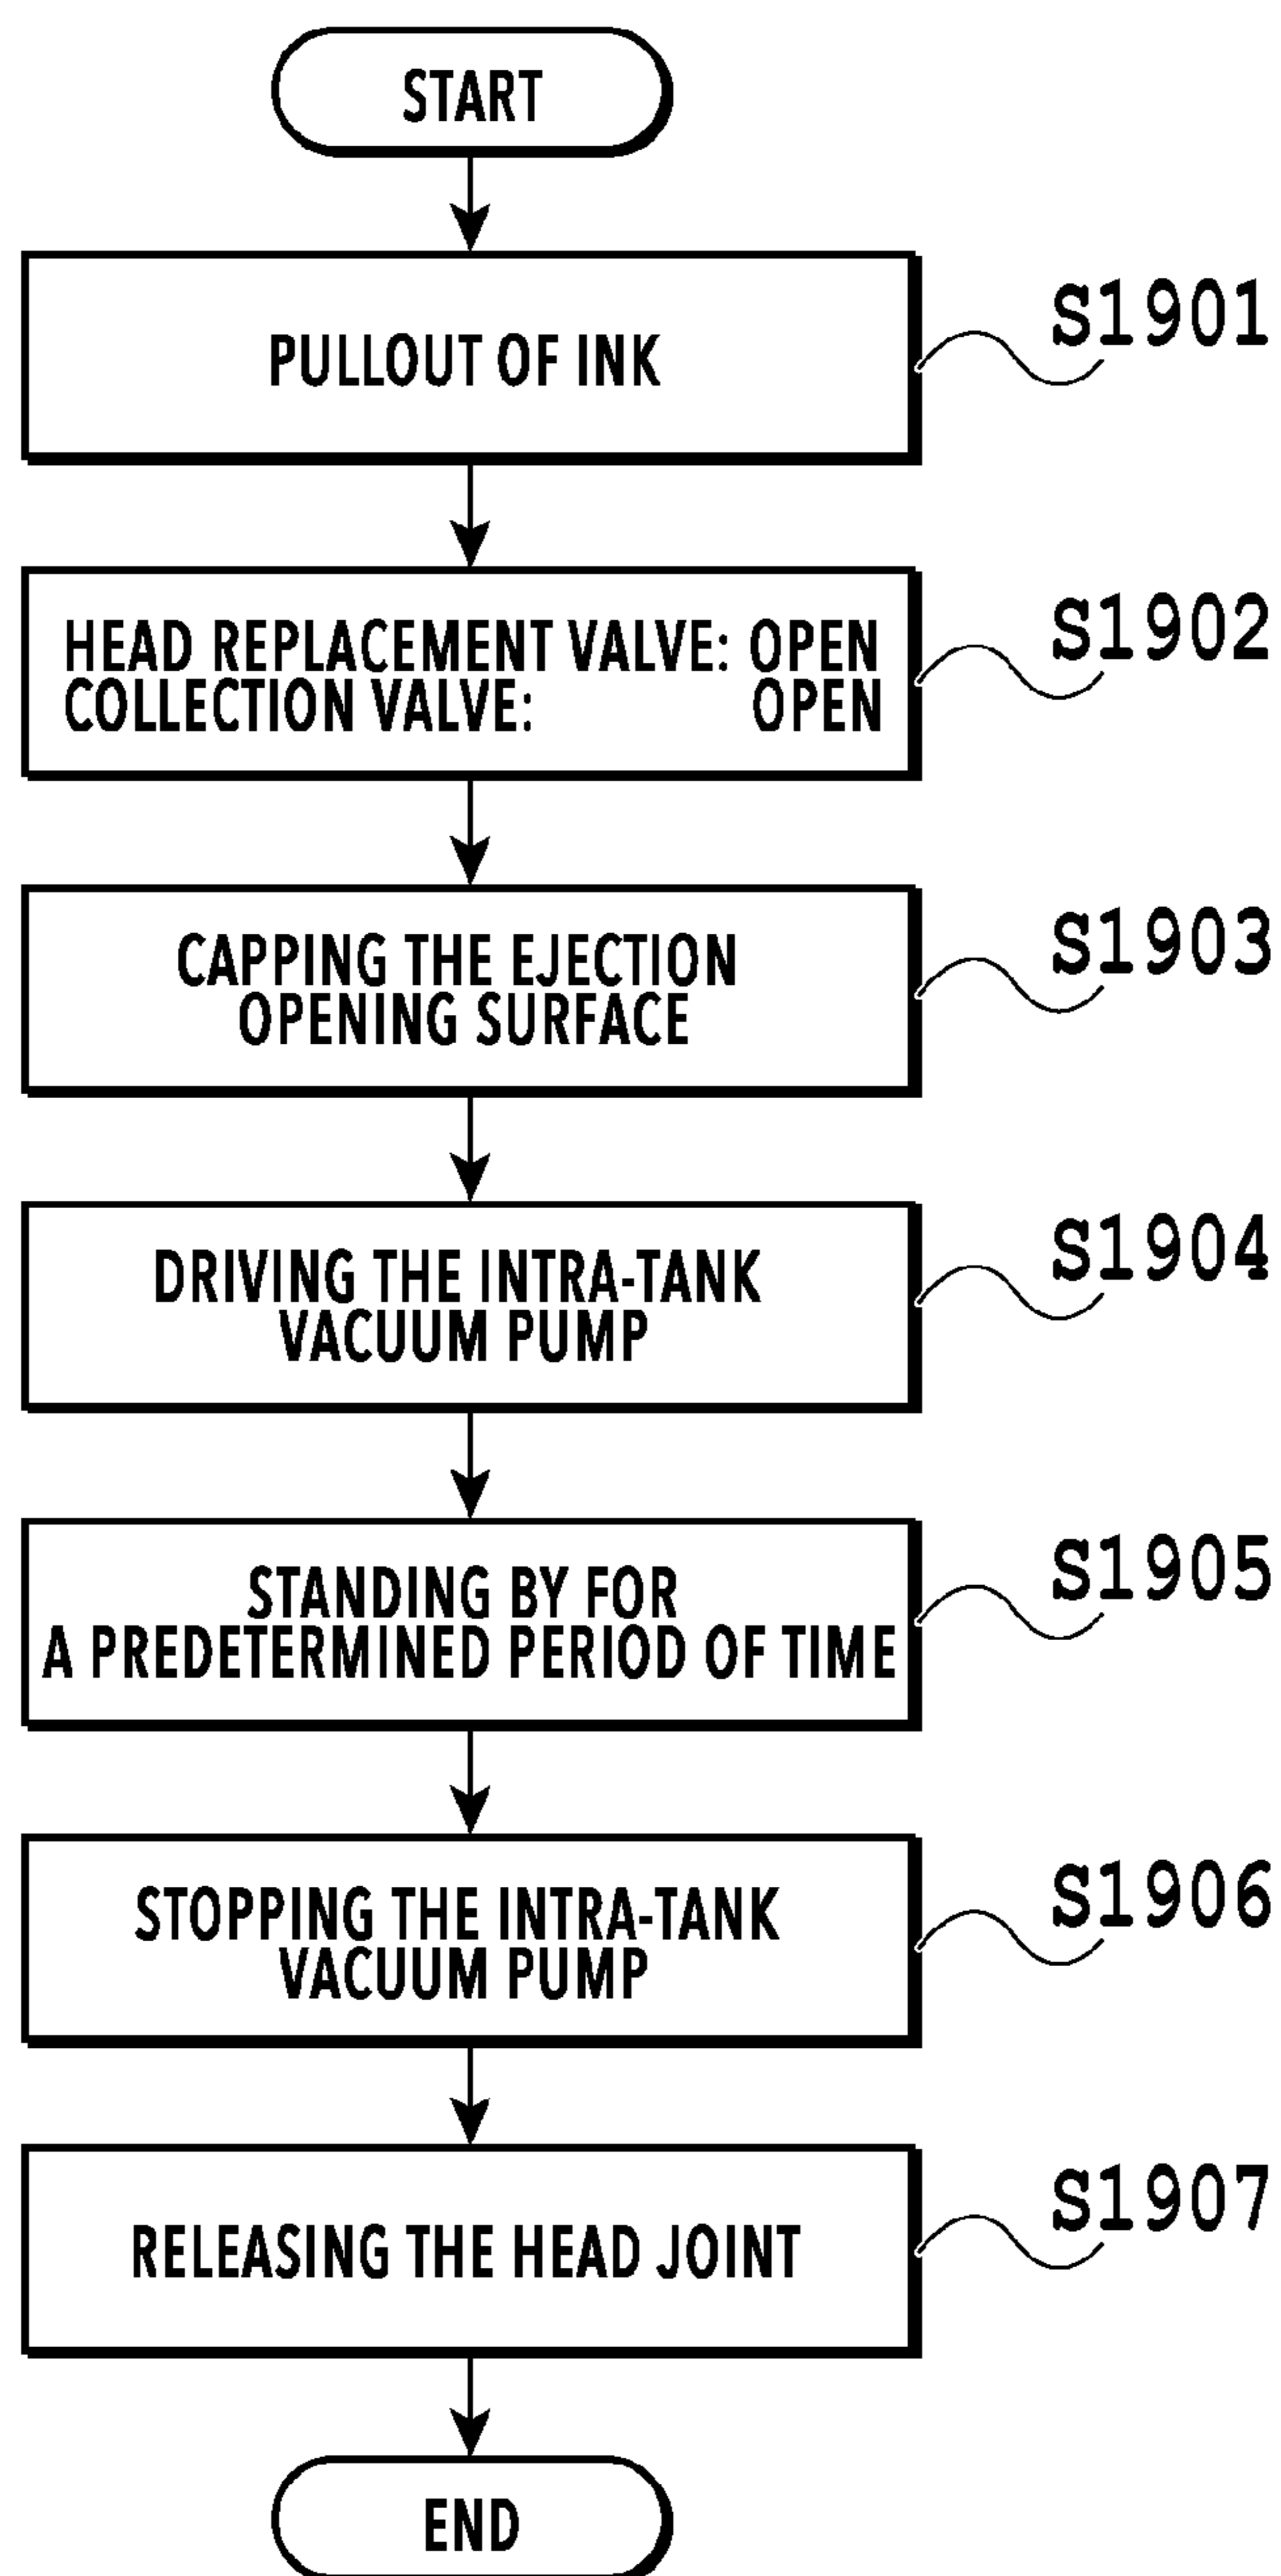 START
PULLOUT OF INK
S1901
HEAD REPLACEMENT VALVE: OPEN
COLLECTION VALVE: OPEN
S1902
CAPPING THE EJECTION
OPENING SURFACE
S1903
DRIVING THE INTRA-TANK
VACUUM PUMP
S1904
STANDING BY FOR
A PREDETERMINED PERIOD OF TIME
S1905
STOPPING THE INTRA-TANK
VACUUM PUMP
S1906
RELEASING THE HEAD JOINT
S1907
END